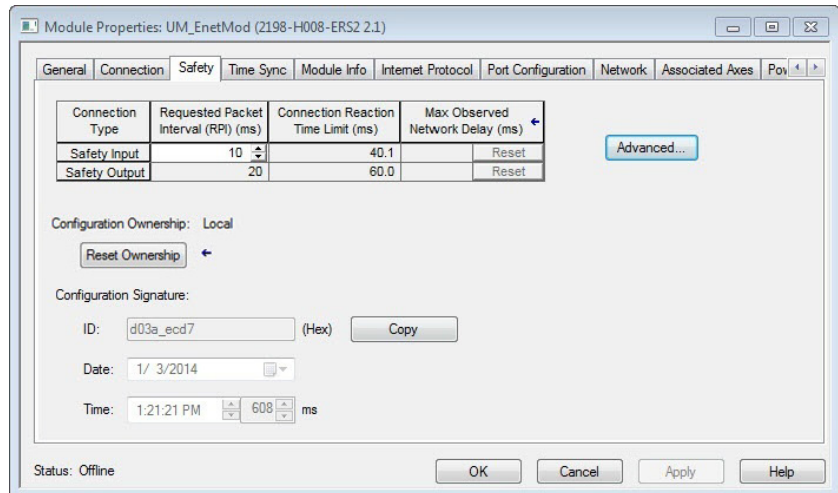 Module Properties: UM_EnetMod (2198-H008-ERS2 2.1)
General Connection Safety Time Sync Module Info Internet Protocol Port Configuration Network Associated Axes Pov
Connection Type Requested Packet Interval (RPI) (ms) Connection Reaction Time Limit (ms) Max Observed Network Delay (ms)
Safety Input 10 40.1 Reset
Safety Output 20 60.0 Reset
Advanced...
Configuration Ownership: Local
Reset Ownership
Configuration Signature:
ID: d03a_ecd7 (Hex) Copy
Date: 1/ 3/2014
Time: 1:21:21 PM 608 ms
Status: Offline OK Cancel Apply Help